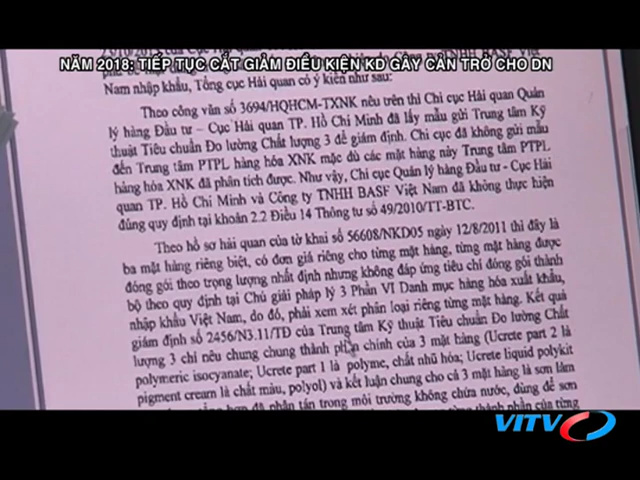 NĂM 2018: TIẾP TỤC CẮT GIẢM ĐIỀU KIỆN KD GÂY CẢN TRỞ CHO DN
TNHH BASF Việt
Nam nhập khẩu, Tổng cục Hải quan có ý kiến như sau:
Theo công văn số 3694/HQHCM-TXNK nêu trên thì Chi cục Hải quan Quản
lý hàng Đầu tư – Cục Hải quan TP. Hồ Chí Minh đã lấy mẫu gửi Trung tâm Kỹ
thuật Tiêu chuẩn Đo lường Chất lượng 3 để giám định. Chi cục đã không gửi mẫu
đến Trung tâm PTPL hàng hóa XNK mặc dù các mặt hàng này Trung tâm PTPL
hàng hóa XNK đã phân tích được. Như vậy, Chi cục Quản lý hàng Đầu tư - Cục Hải
quan TP. Hồ Chí Minh và Công ty TNHH BASF Việt Nam đã không thực hiện
đúng quy định tại khoản 2.2 Điều 14 Thông tư số 49/2010/TT-BTC.
Theo hồ sơ hải quan của tờ khai số 56608/NKD05 ngày 12/8/2011 thì đây là
ba mặt hàng riêng biệt, có đơn giá riêng cho từng mặt hàng, từng mặt hàng được
đóng gói theo trọng lượng nhất định nhưng không đáp ứng tiêu chí đóng gói thành
bộ theo quy định tại Chú giải pháp lý 3 Phần VI Danh mục hàng hóa xuất khẩu,
nhập khẩu Việt Nam, do đó, phải xem xét phân loại riêng từng mặt hàng. Kết quả
giám định số 2456/N3.11/TĐ của Trung tâm Kỹ thuật Tiêu chuẩn Đo lường Chất
lượng 3 chỉ nêu chung chung thành phần chính của 3 mặt hàng (Ucrete part 2 là
polymeric isocyanate; Ucrete part 1 là polyme, chất nhũ hóa; Ucrete liquid polykit
pigment cream là chất màu, polyol) và kết luận chung cho cả 3 mặt hàng là sơn làm
đã phân tán trong môi trường không chứa nước, dùng để sơn
thành phần của từng
VITV